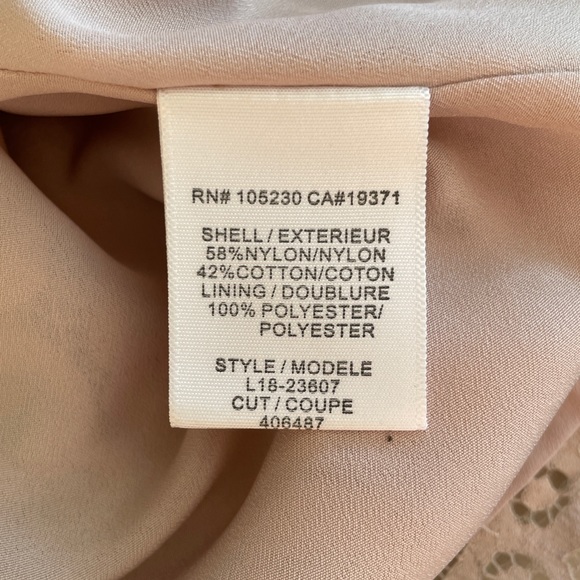 RN# 105230 CA#19371
SHELL / EXTERIEUR
58%NYLON/NYLON
42%COTTON/COTON
LINING / DOUBLURE
100% POLYESTER/
POLYESTER
STYLE / MODELE
L18-23607
CUT / COUPE
406487